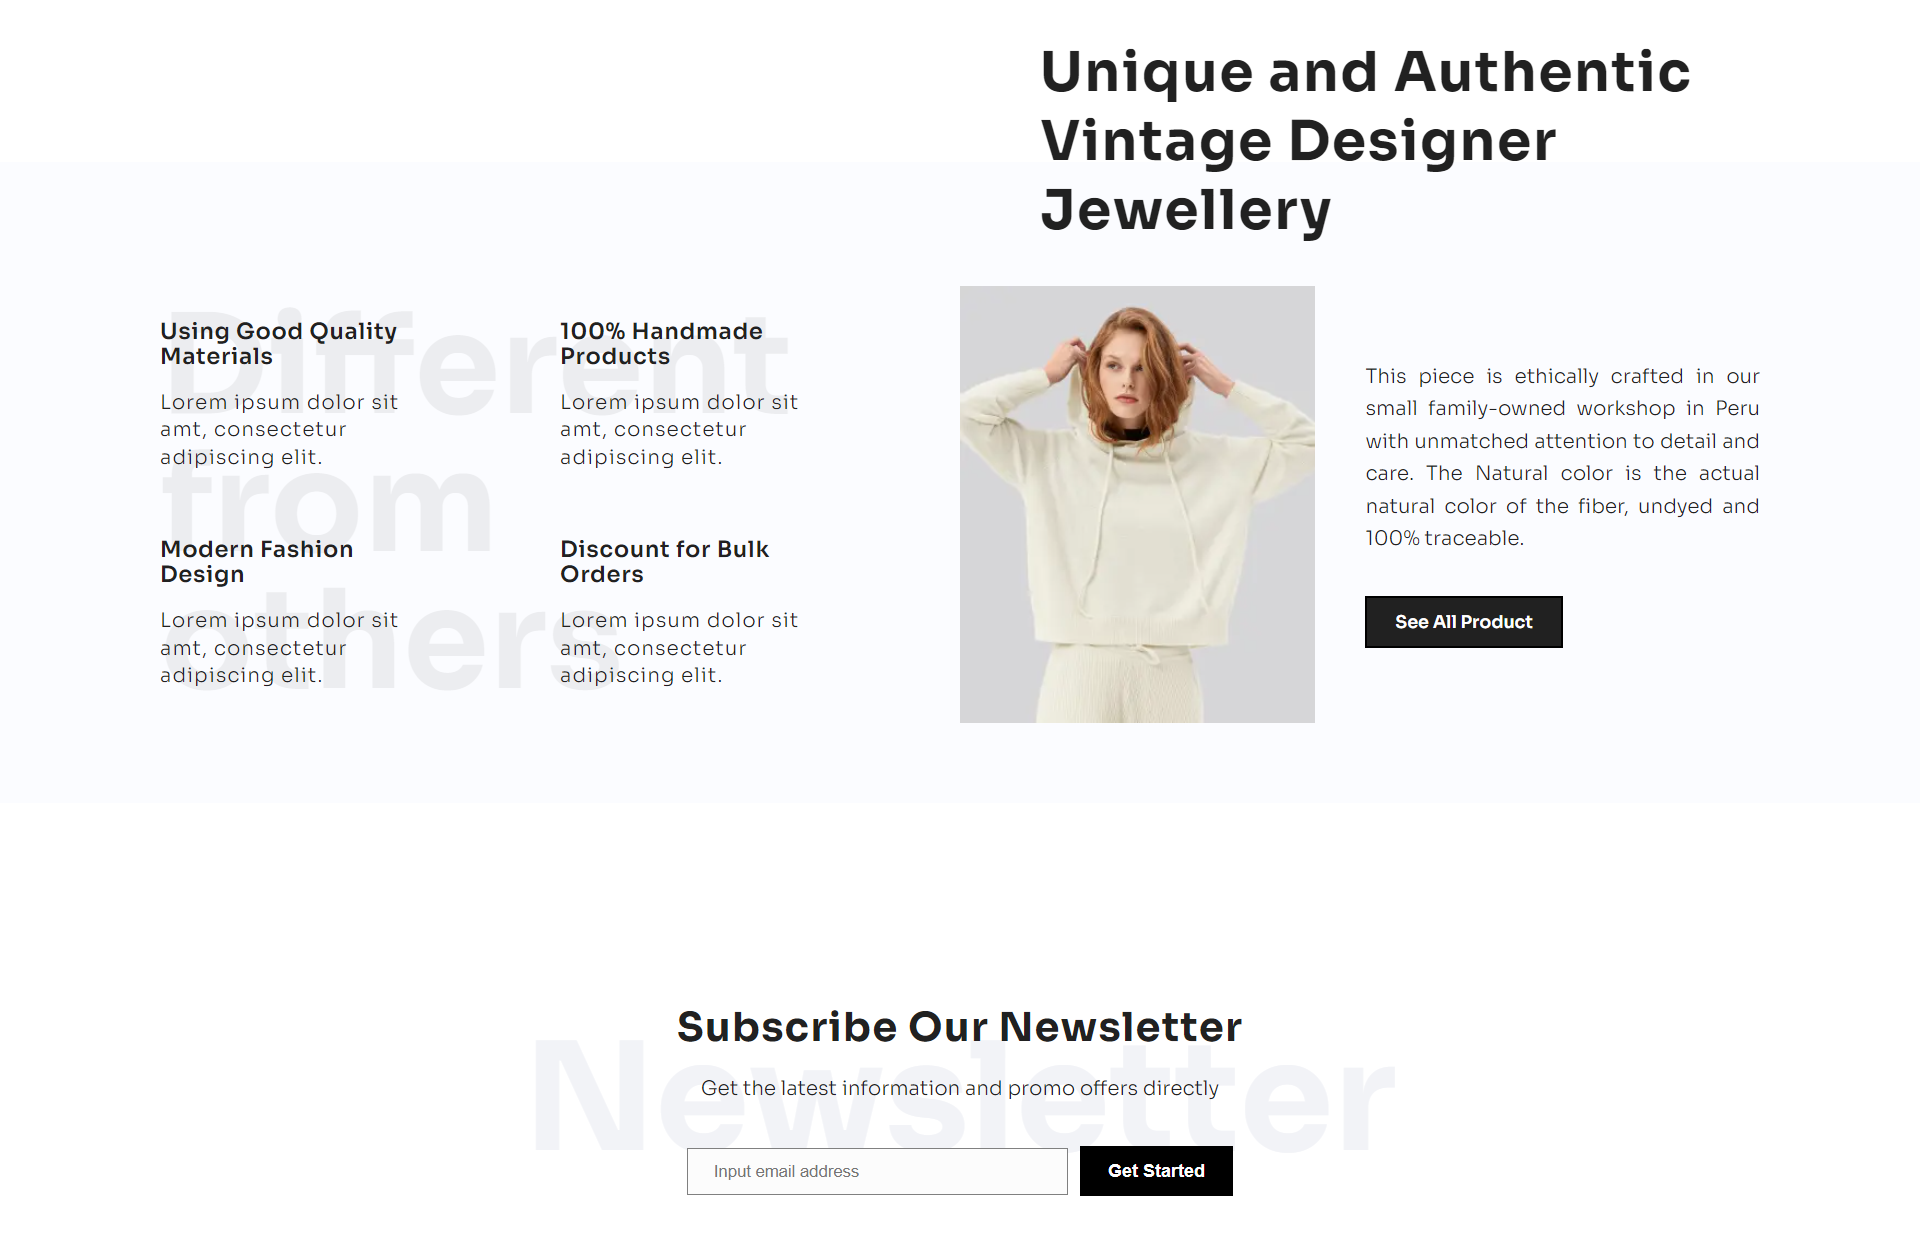 Unique and Authentic
Vintage Designer
Jewellery
Different
from
others
Using Good Quality
Materials
Lorem ipsum dolor sit
amt, consectetur
adipiscing elit.
100% Handmade
Products
Lorem ipsum dolor sit
amt, consectetur
adipiscing elit.
Modern Fashion
Design
Lorem ipsum dolor sit
amt, consectetur
adipiscing elit.
Discount for Bulk
Orders
Lorem ipsum dolor sit
amt, consectetur
adipiscing elit.
This piece is ethically crafted in our
small family-owned workshop in Peru
with unmatched attention to detail and
care. The Natural color is the actual
natural color of the fiber, undyed and
100% traceable.
See All Product
Subscribe Our Newsletter
Newsletter
Get the latest information and promo offers directly
Input email address
Get Started